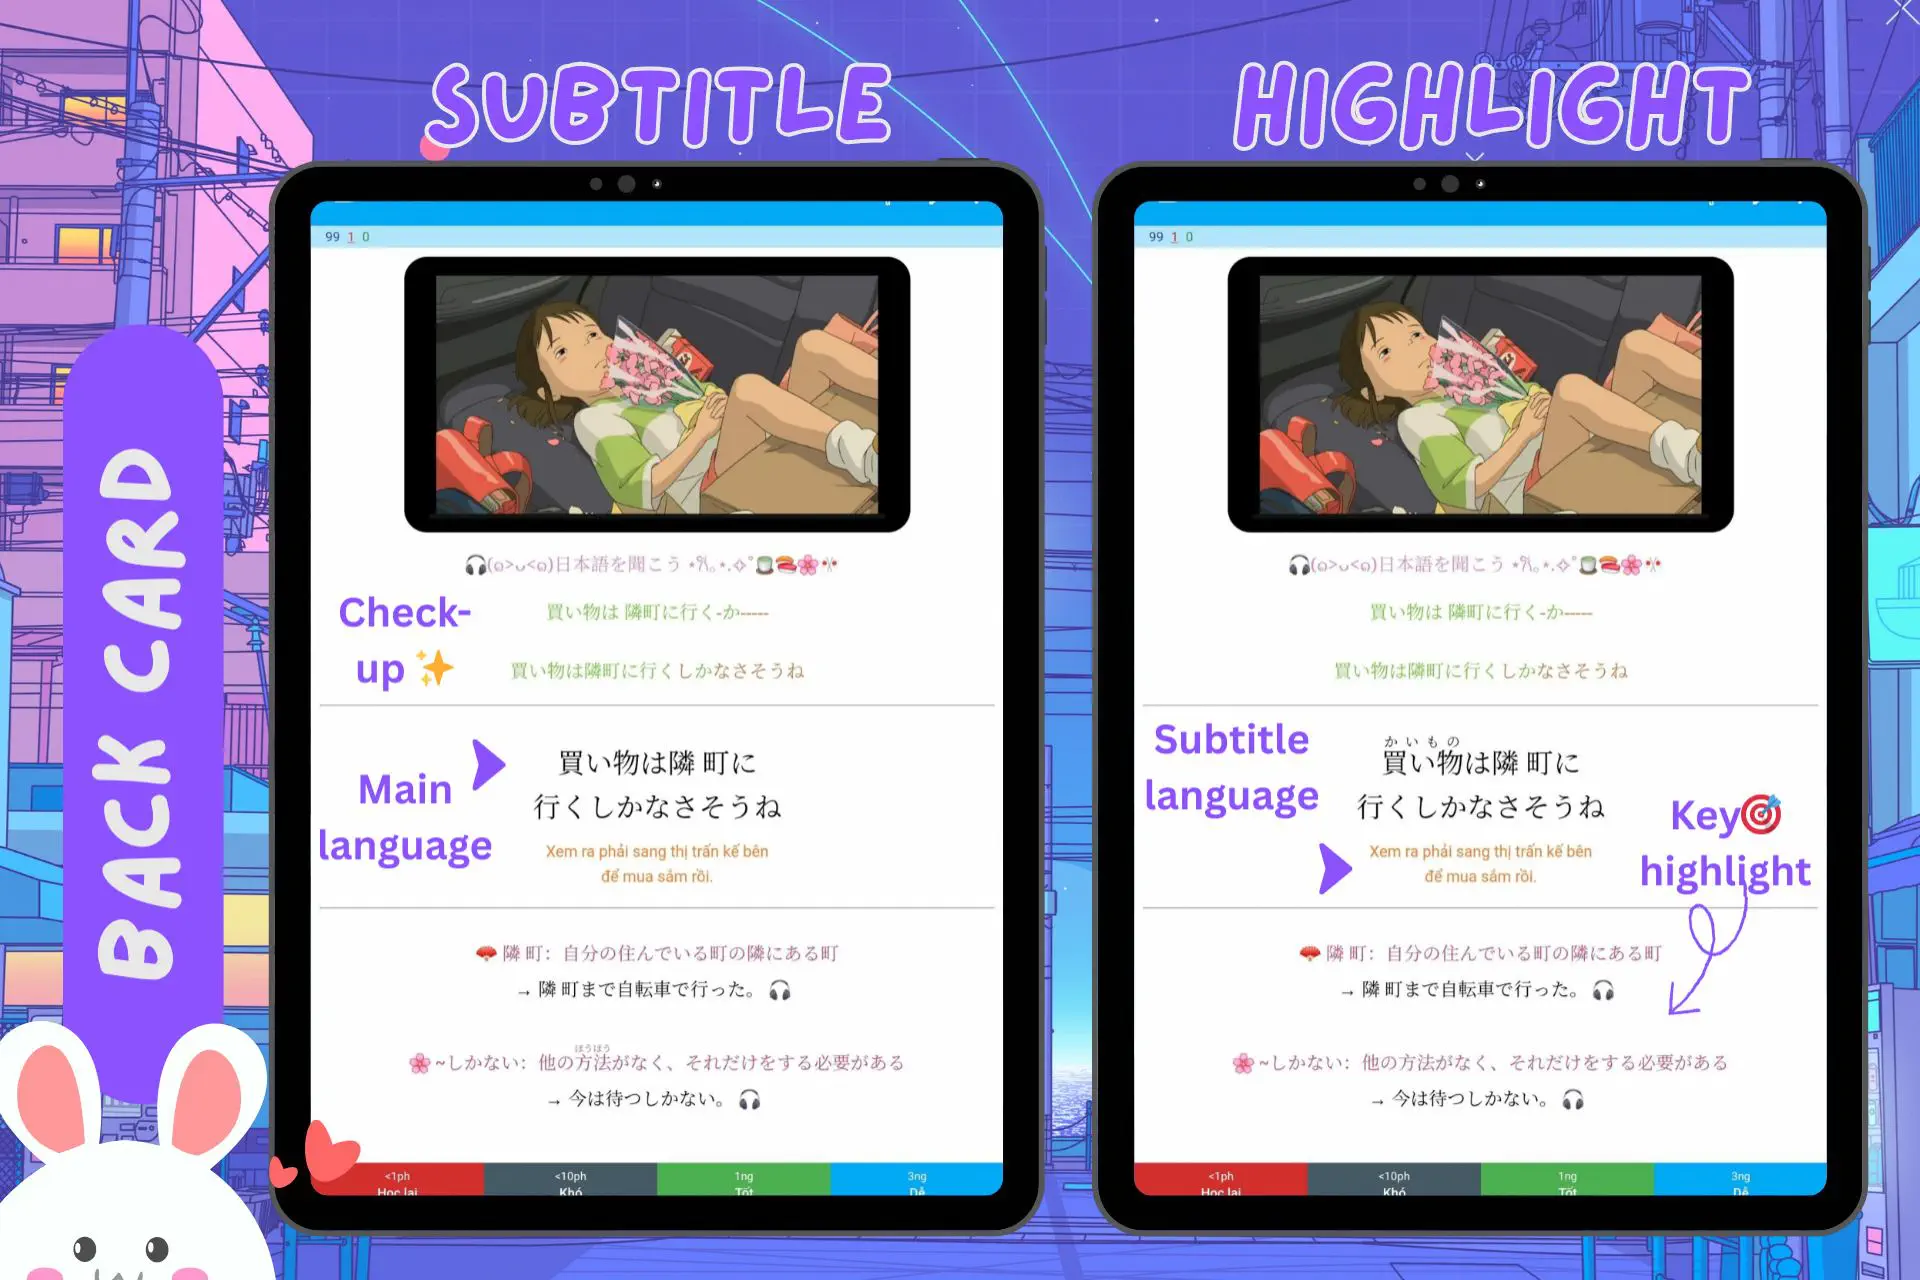 SUBTITLE
HIGHLIGHT
BACK CARD
99 1 0
🎧(๑>ᴗ<๑)日本語を聞こう ⋆𐙚｡⋆.✧˚🍵🍣🌸🎌
Check-
up ✨
買い物は 隣町に行く-か-----
買い物は隣町に行くしかなさそうね
Main
language
買い物は隣 町に
行くしかなさそうね
Xem ra phải sang thị trấn kế bên
để mua sắm rồi.
隣 町: 自分の住んでいる町の隣にある町
→ 隣 町まで自転車で行った。 🎧
ほうほう
🌸~しかない: 他の方法がなく、それだけをする必要がある
→ 今は待つしかない。 🎧
<1ph
Học lại
<10ph
Khó
1ng
Tốt
3ng
Dễ
99 1 0
🎧(๑>ᴗ<๑)日本語を聞こう ⋆𐙚｡⋆.✧˚🍵🍣🌸🎌
買い物は 隣町に行く-か-----
買い物は隣町に行くしかなさそうね
Subtitle
language
かいもの
買い物は隣 町に
行くしかなさそうね
Key🎯
highlight
Xem ra phải sang thị trấn kế bên
để mua sắm rồi.
隣 町: 自分の住んでいる町の隣にある町
→ 隣 町まで自転車で行った。 🎧
🌸~しかない: 他の方法がなく、それだけをする必要がある
→ 今は待つしかない。 🎧
<1ph
Học lại
<10ph
Khó
1ng
Tốt
3ng
Dễ